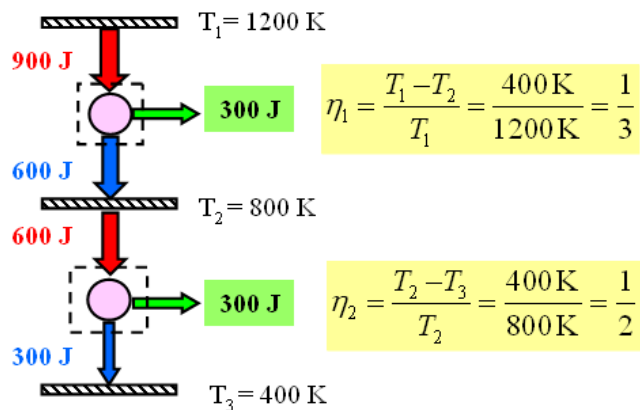 T₁ = 1200 K
900 J
300 J
η₁ = (T₁ − T₂) / T₁ = 400 K / 1200 K = 1 / 3
600 J
T₂ = 800 K
600 J
300 J
η₂ = (T₂ − T₃) / T₂ = 400 K / 800 K = 1 / 2
300 J
T₃ = 400 K